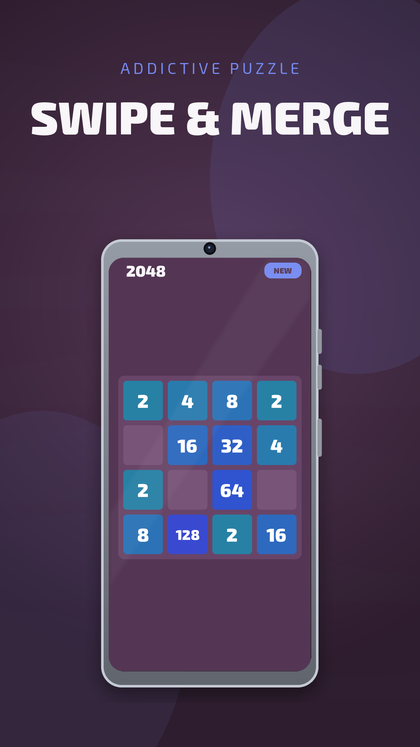 ADDICTIVE PUZZLE
SWIPE & MERGE
2048 NEW
2 4 8 2
16 32 4
2 64
8 128 2 16